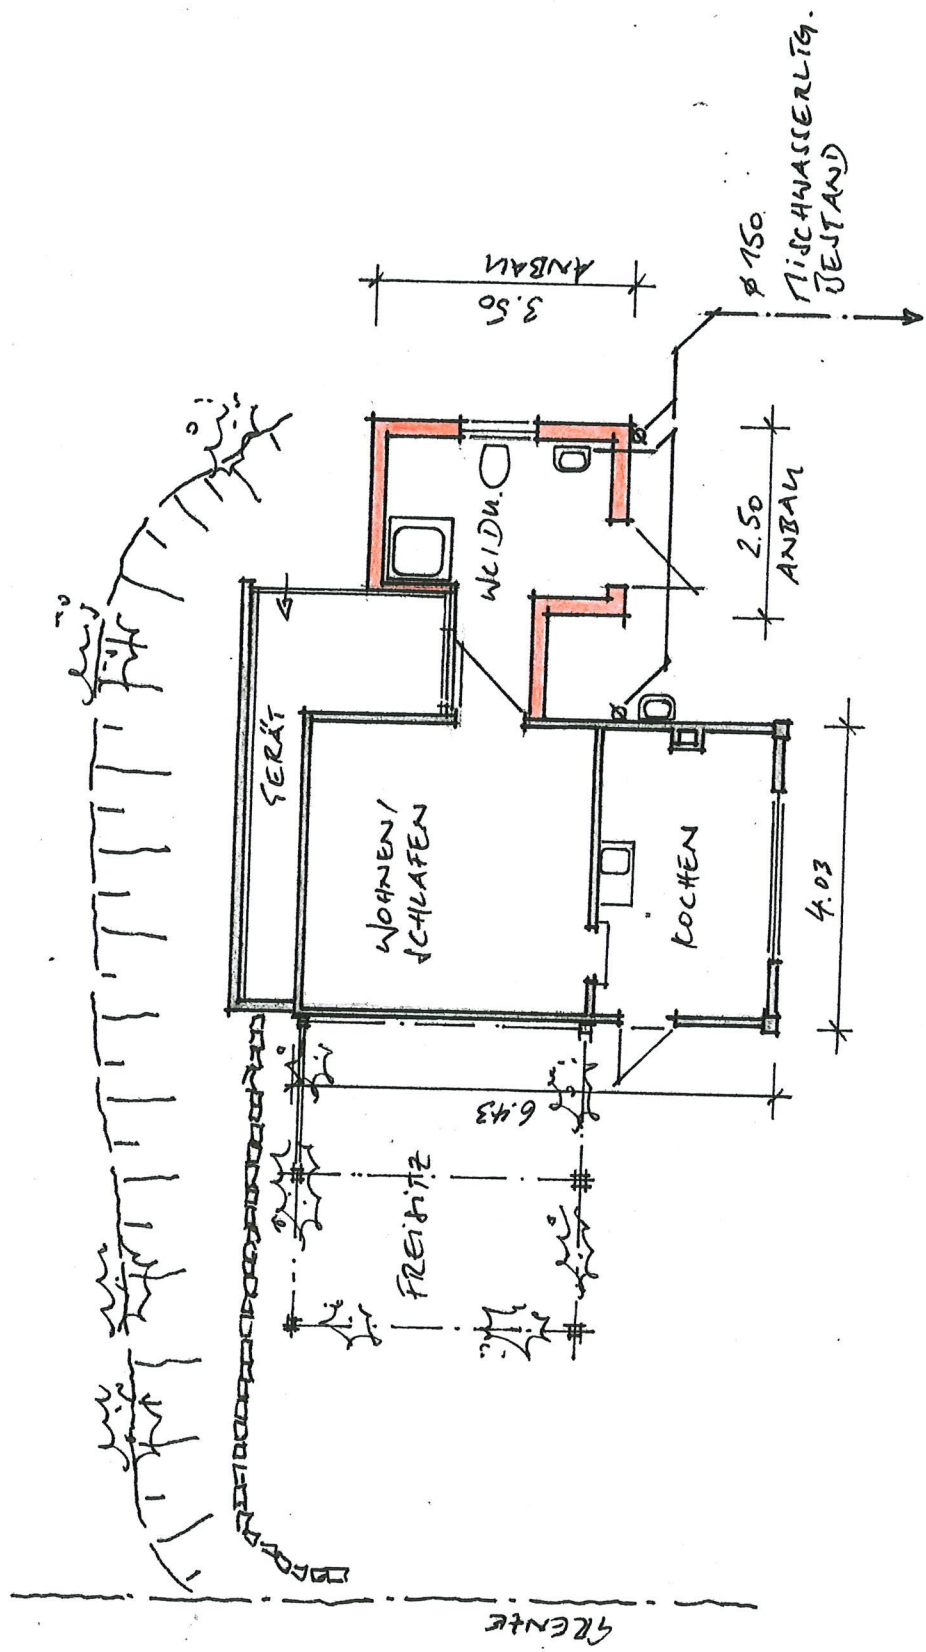 GERÄT
WOHNEN/
SCHLAFEN
KOCHEN
WC/DU.
FREISITZ
6.43
4.03
2.50
ANBAU
3.50
ANBAU
ø 150
MISCHWASSERLTG.
BESTAND
GRENZE